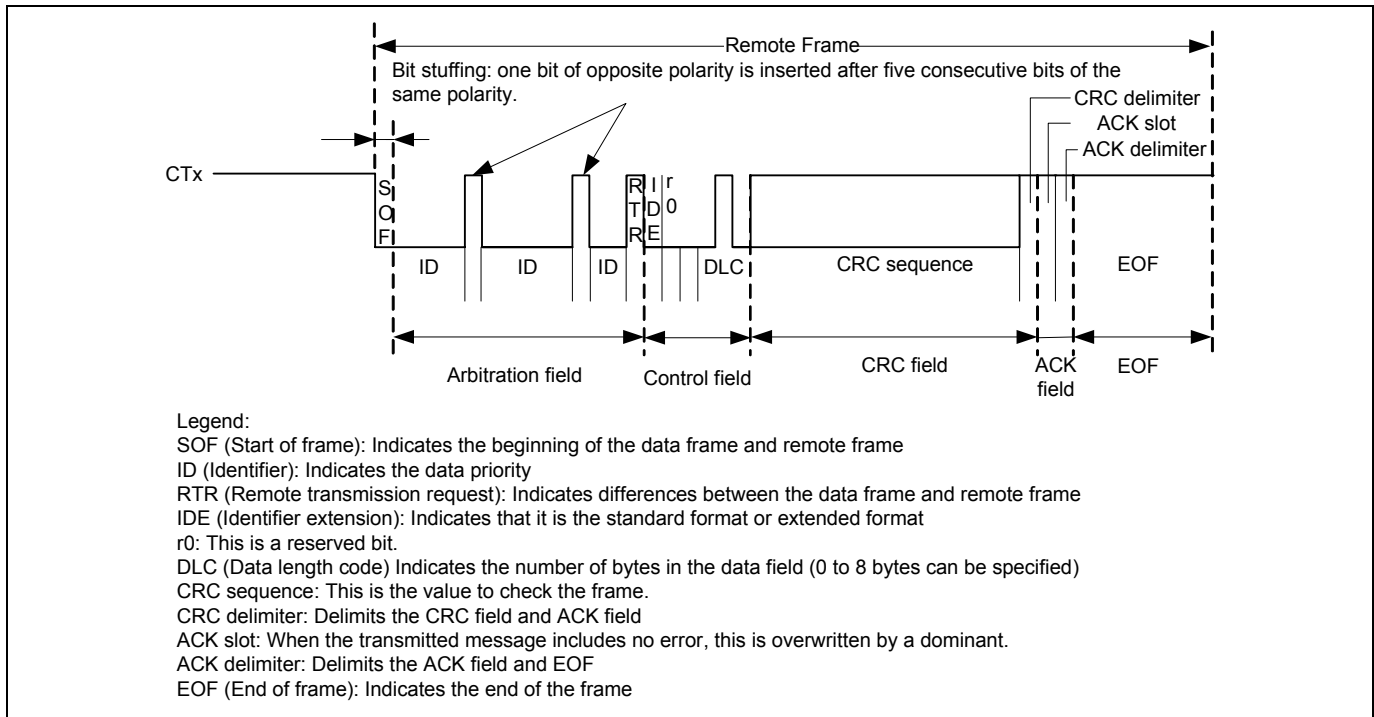 Remote Frame
Bit stuffing: one bit of opposite polarity is inserted after five consecutive bits of the
same polarity.
CRC delimiter
ACK slot
ACK delimiter
CTx
SOF
RTR
IDE
r0
ID
ID
ID
DLC
CRC sequence
EOF
Arbitration field
Control field
CRC field
ACK
field
EOF
Legend:
SOF (Start of frame): Indicates the beginning of the data frame and remote frame
ID (Identifier): Indicates the data priority
RTR (Remote transmission request): Indicates differences between the data frame and remote frame
IDE (Identifier extension): Indicates that it is the standard format or extended format
r0: This is a reserved bit.
DLC (Data length code) Indicates the number of bytes in the data field (0 to 8 bytes can be specified)
CRC sequence: This is the value to check the frame.
CRC delimiter: Delimits the CRC field and ACK field
ACK slot: When the transmitted message includes no error, this is overwritten by a dominant.
ACK delimiter: Delimits the ACK field and EOF
EOF (End of frame): Indicates the end of the frame